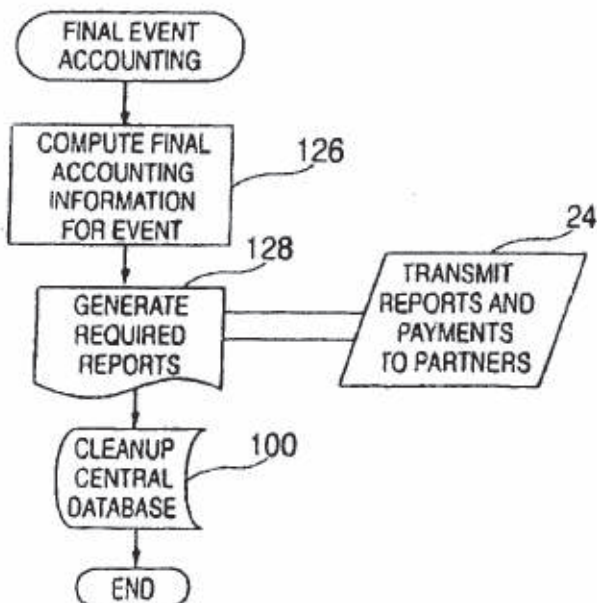 FINAL EVENT
ACCOUNTING
COMPUTE FINAL
ACCOUNTING
INFORMATION
FOR EVENT
126
128
GENERATE
REQUIRED
REPORTS
24
TRANSMIT
REPORTS AND
PAYMENTS
TO PARTNERS
CLEANUP
CENTRAL
DATABASE
100
END